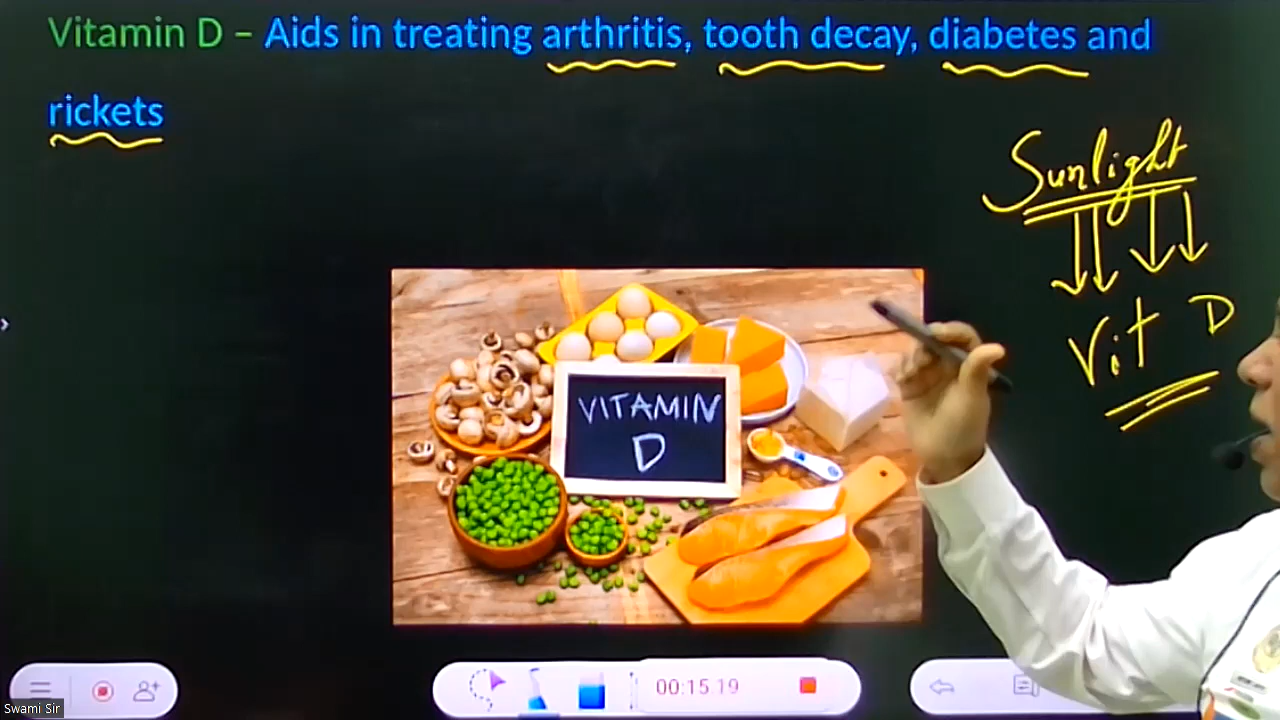 Vitamin D – Aids in treating arthritis, tooth decay, diabetes and
rickets
Sunlight
Vit D
VITAMIN
D
00:15:19
Swami Sir